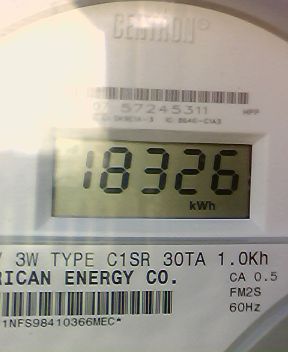 CENTRON®
57245311
MPP
18326
kWh
3W TYPE C1SR 30TA 1.0Kh
RICAN ENERGY CO.
CA 0.5
FM2S
60Hz
1NFS98410366MEC*